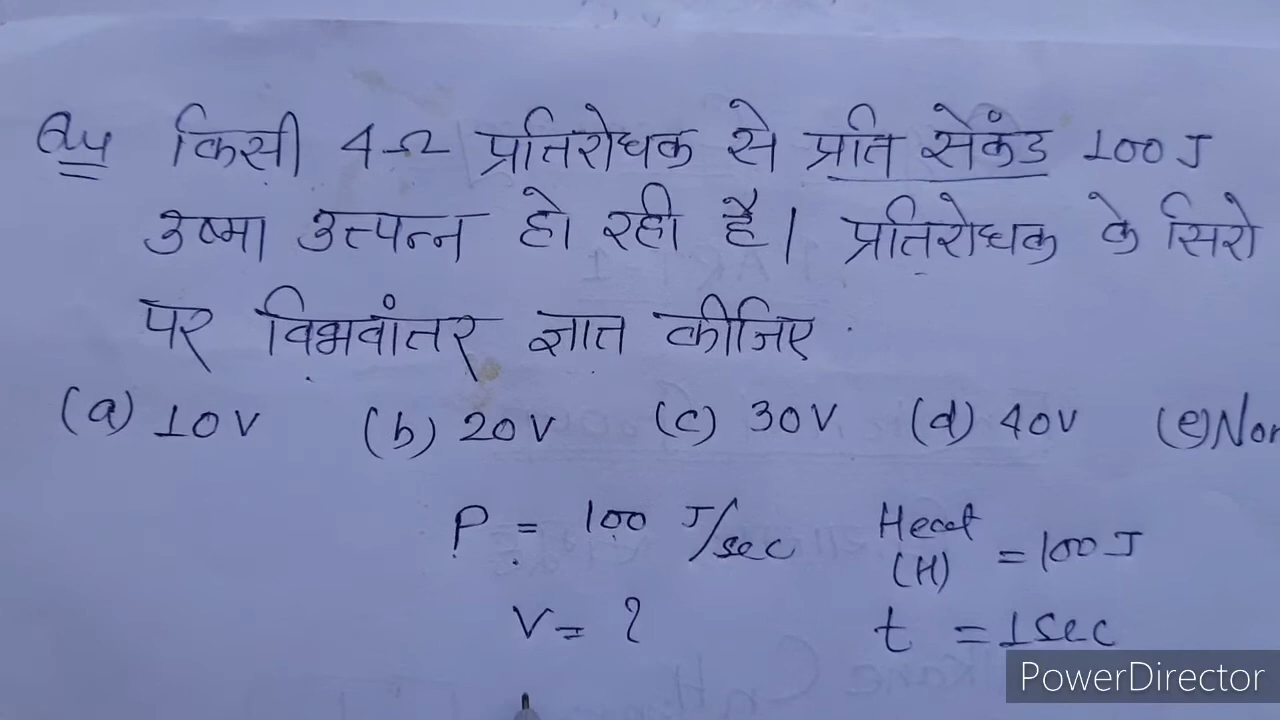 Q4 किसी 4Ω प्रतिरोधक से प्रति सेकंड 100 J
उष्मा उत्पन्न हो रही है। प्रतिरोधक के सिरो
पर विभवांतर ज्ञात कीजिए.
(a) 10V (b) 20V (c) 30V (d) 40V (e) Non
P = 100 J/sec
Heat (H) = 100 J
V = ?
t = 1 sec
PowerDirector